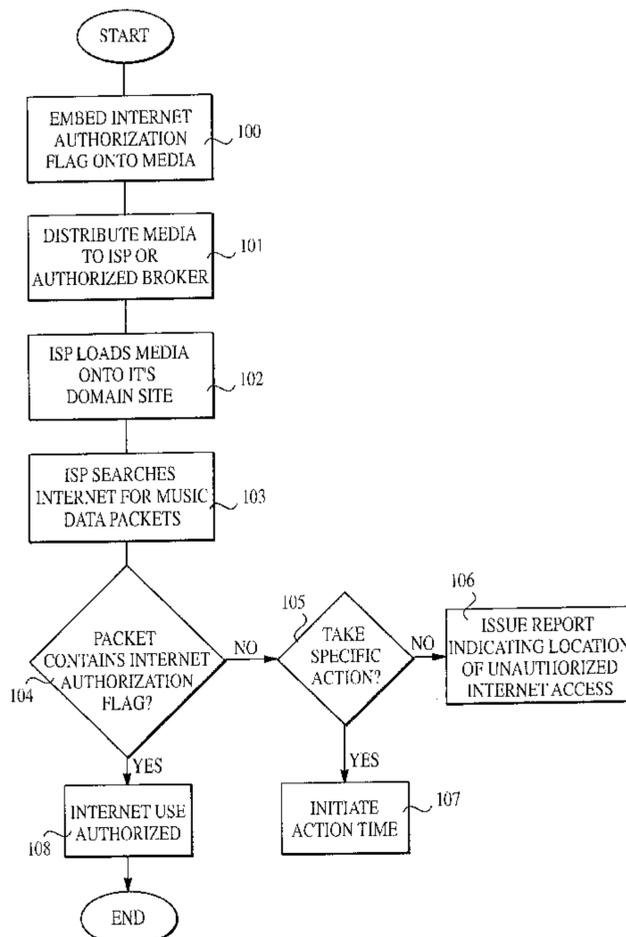 START
EMBED INTERNET
AUTHORIZATION
FLAG ONTO MEDIA
100
DISTRIBUTE MEDIA
TO ISP OR
AUTHORIZED BROKER
101
ISP LOADS MEDIA
ONTO IT'S
DOMAIN SITE
102
ISP SEARCHES
INTERNET FOR MUSIC
DATA PACKETS
103
PACKET
CONTAINS INTERNET
AUTHORIZATION
FLAG?
104
NO
105
TAKE
SPECIFIC
ACTION?
NO
106
ISSUE REPORT
INDICATING LOCATION
OF UNAUTHORIZED
INTERNET ACCESS
YES
YES
INTERNET USE
AUTHORIZED
108
INITIATE
ACTION TIME
107
END